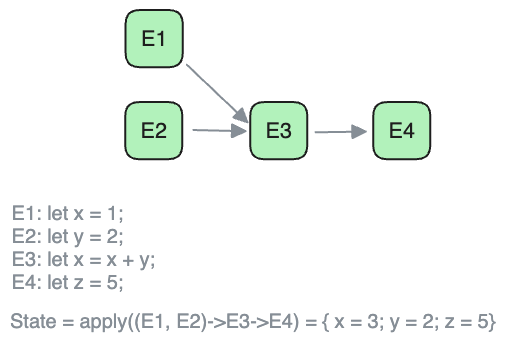 E1
E2
E3
E4
E1: let x = 1;
E2: let y = 2;
E3: let x = x + y;
E4: let z = 5;
State = apply((E1, E2)->E3->E4) = { x = 3; y = 2; z = 5}